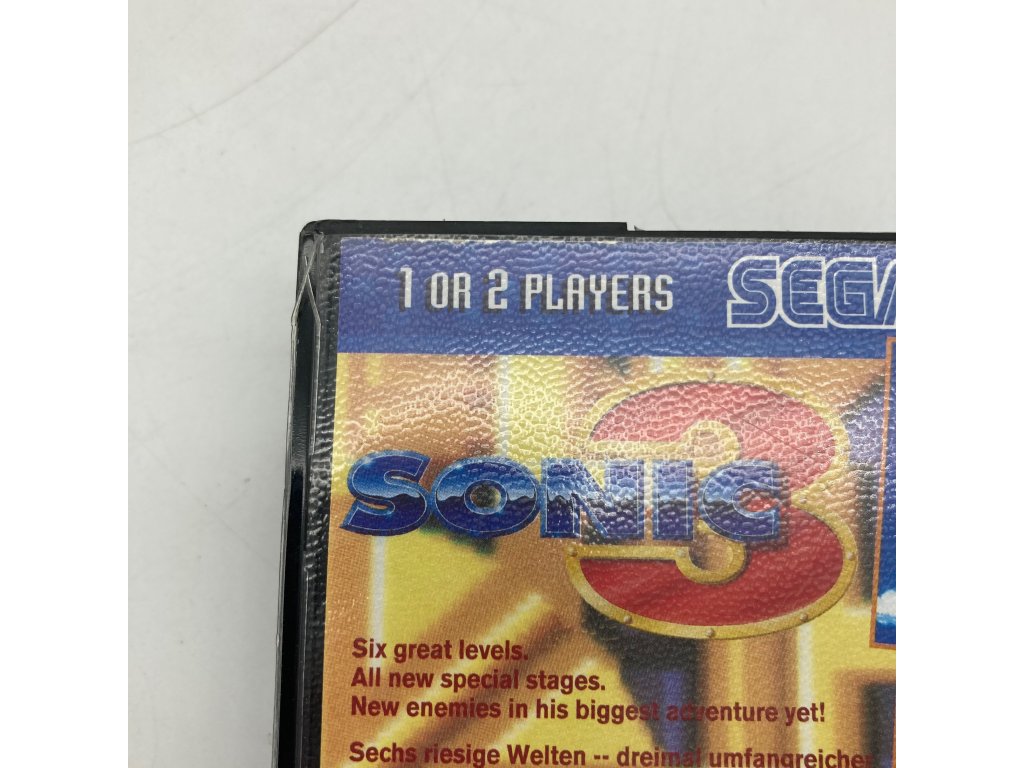 1 OR 2 PLAYERS
SEGA
SONIC 3
Six great levels.
All new special stages.
New enemies in his biggest adventure yet!
Sechs riesige Welten -- dreimal umfangreicher